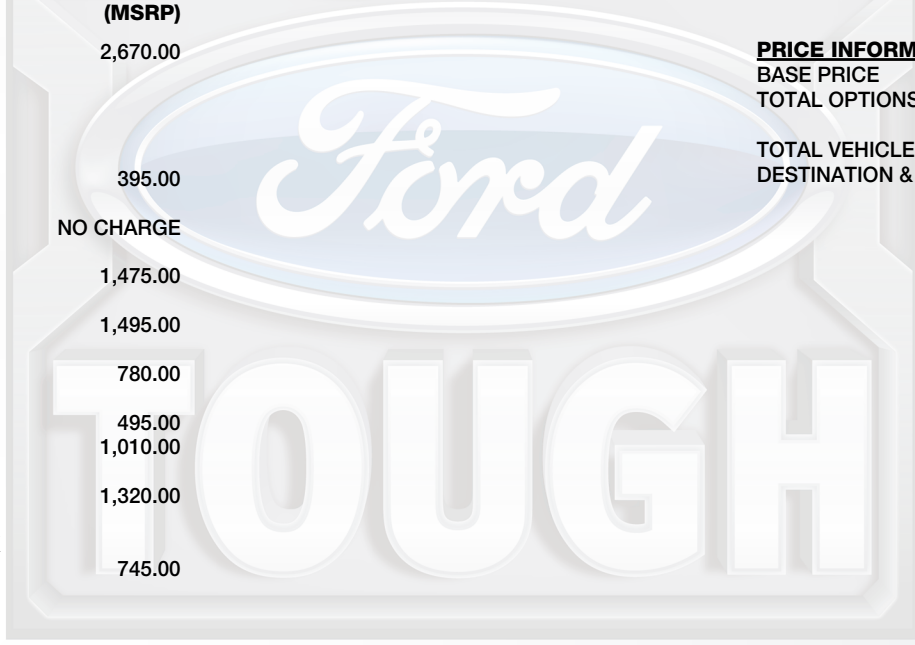 (MSRP)
2,670.00
395.00
NO CHARGE
1,475.00
1,495.00
780.00
495.00
1,010.00
1,320.00
745.00
PRICE INFORM
BASE PRICE
TOTAL OPTIONS
TOTAL VEHICLE
DESTINATION &
Ford
TOUGH